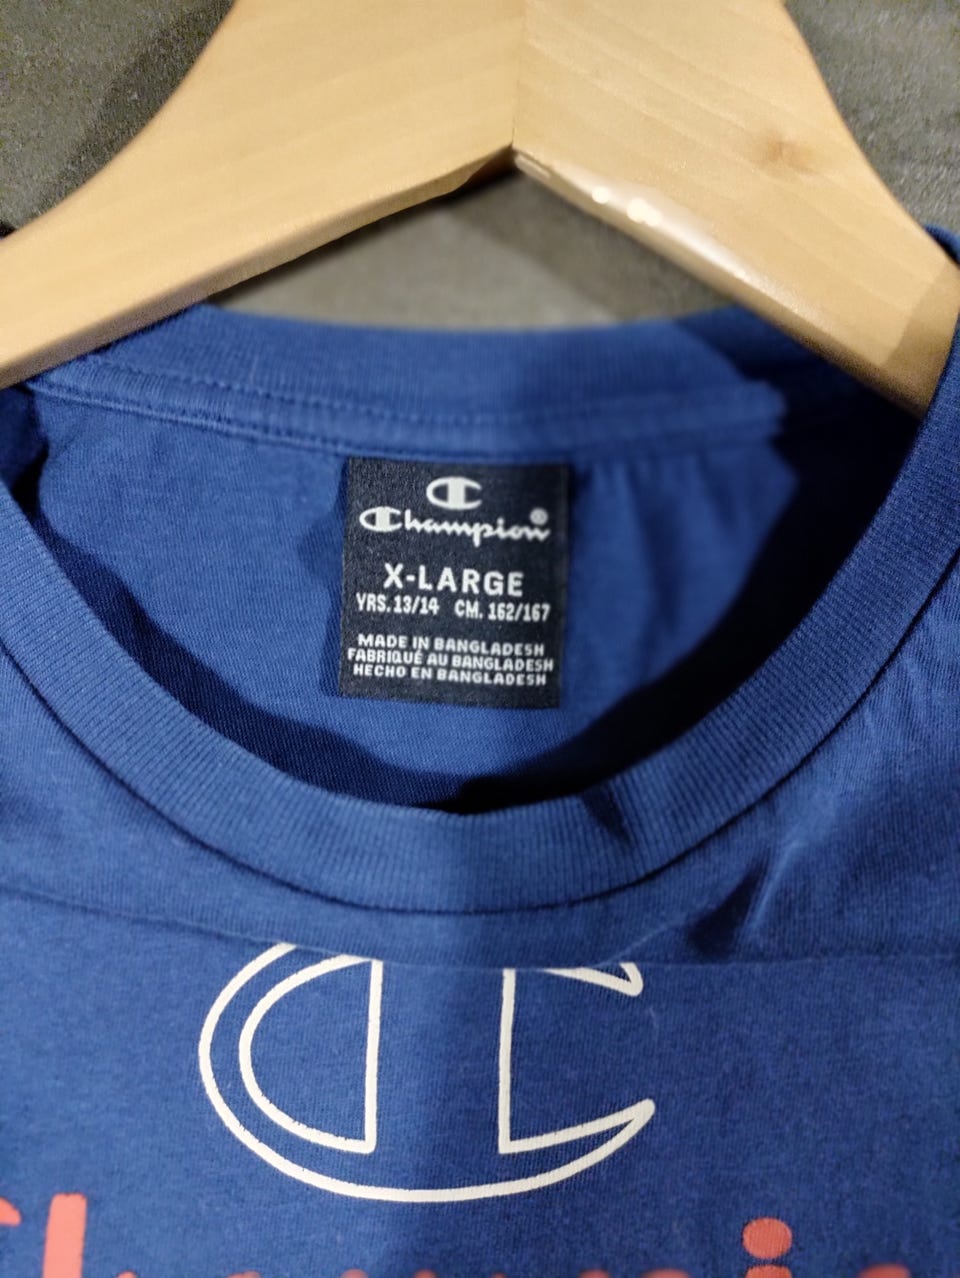 Champion®
X-LARGE
YRS. 13/14 CM. 162/167
MADE IN BANGLADESH
FABRIQUÉ AU BANGLADESH
HECHO EN BANGLADESH